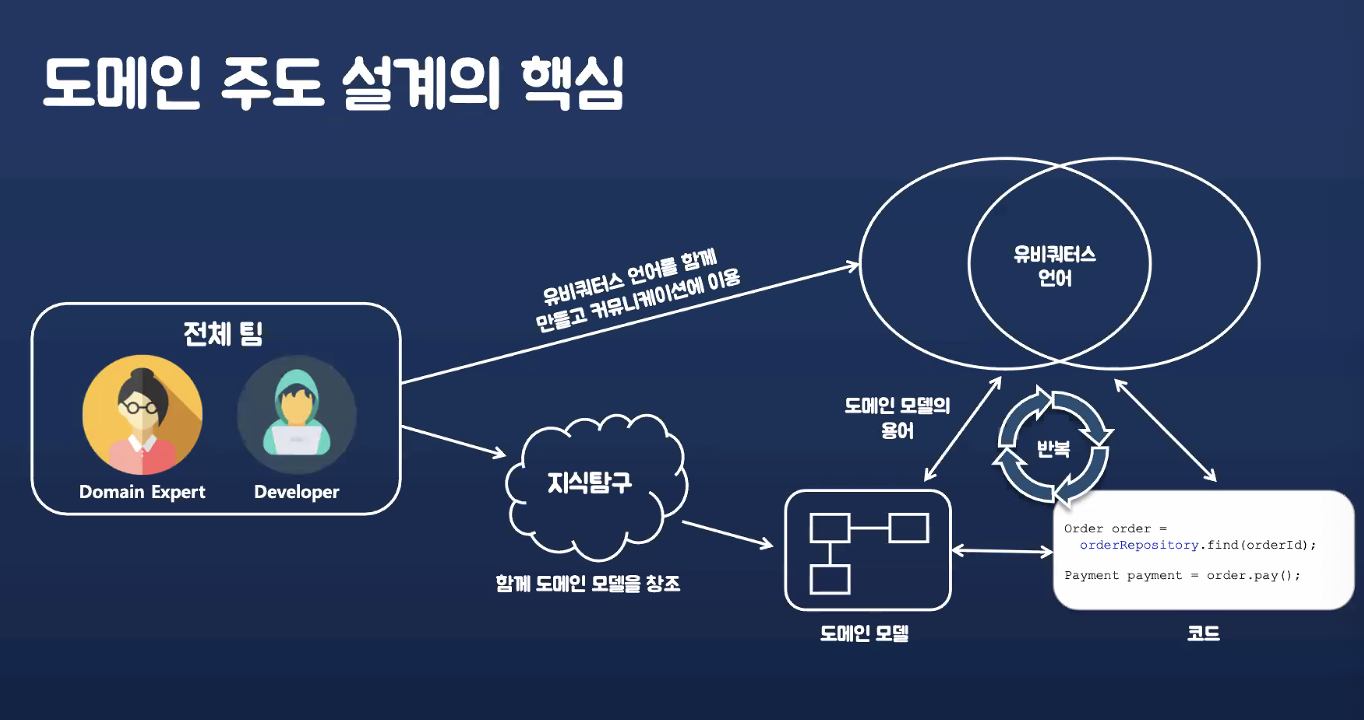 도메인 주도 설계의 핵심
전체 팀
Domain Expert
Developer
유비쿼터스 언어를 함께
만들고 커뮤니케이션에 이용
유비쿼터스
언어
지식탐구
함께 도메인 모델을 창조
도메인 모델의
용어
반복
도메인 모델
Order order =
orderRepository.find(orderId);
Payment payment = order.pay();
코드